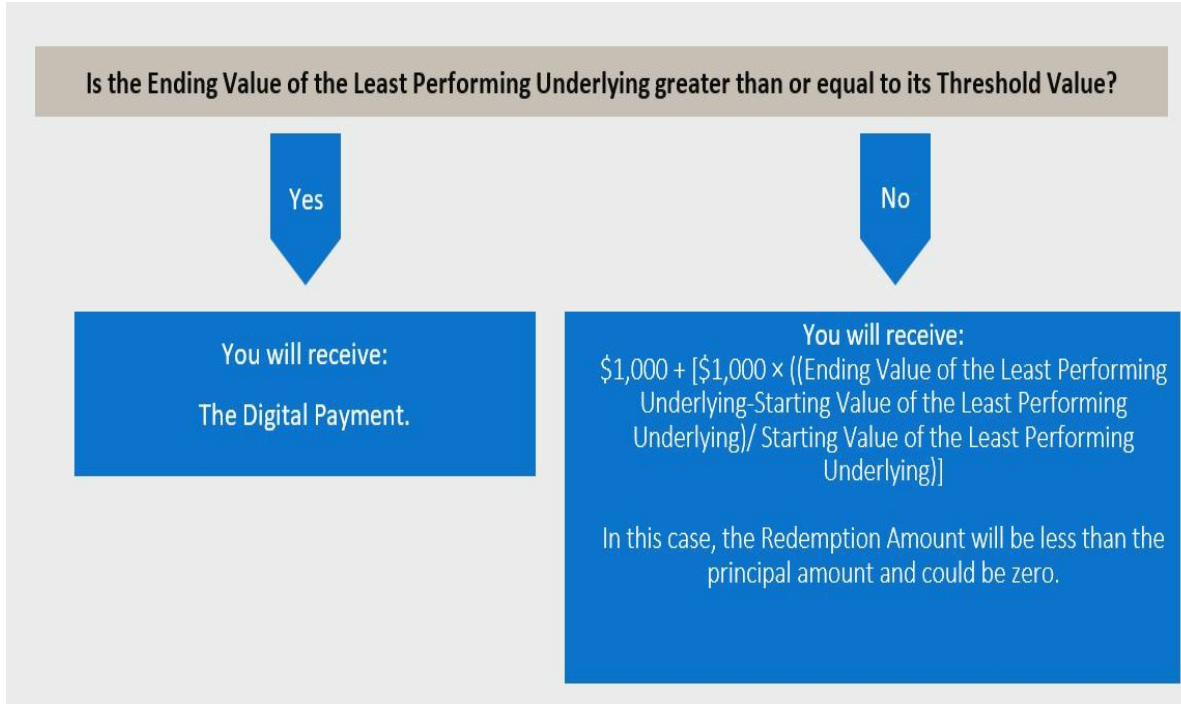 Is the Ending Value of the Least Performing Underlying greater than or equal to its Threshold Value?
Yes
No
You will receive:
The Digital Payment.
You will receive:
$1,000 + [$1,000 × ((Ending Value of the Least Performing
Underlying-Starting Value of the Least Performing
Underlying)/ Starting Value of the Least Performing
Underlying)]
In this case, the Redemption Amount will be less than the
principal amount and could be zero.